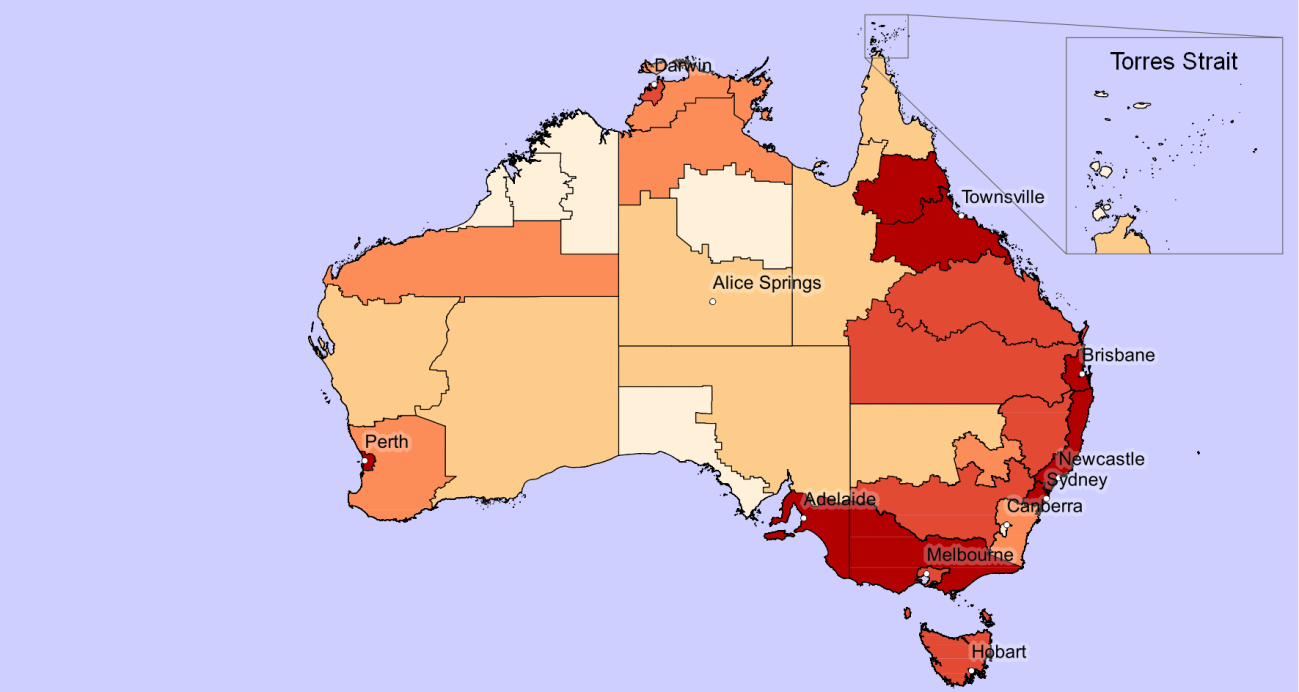 Darwin
Torres Strait
Townsville
Alice Springs
Brisbane
Perth
Newcastle
Sydney
Adelaide
Canberra
Melbourne
Hobart